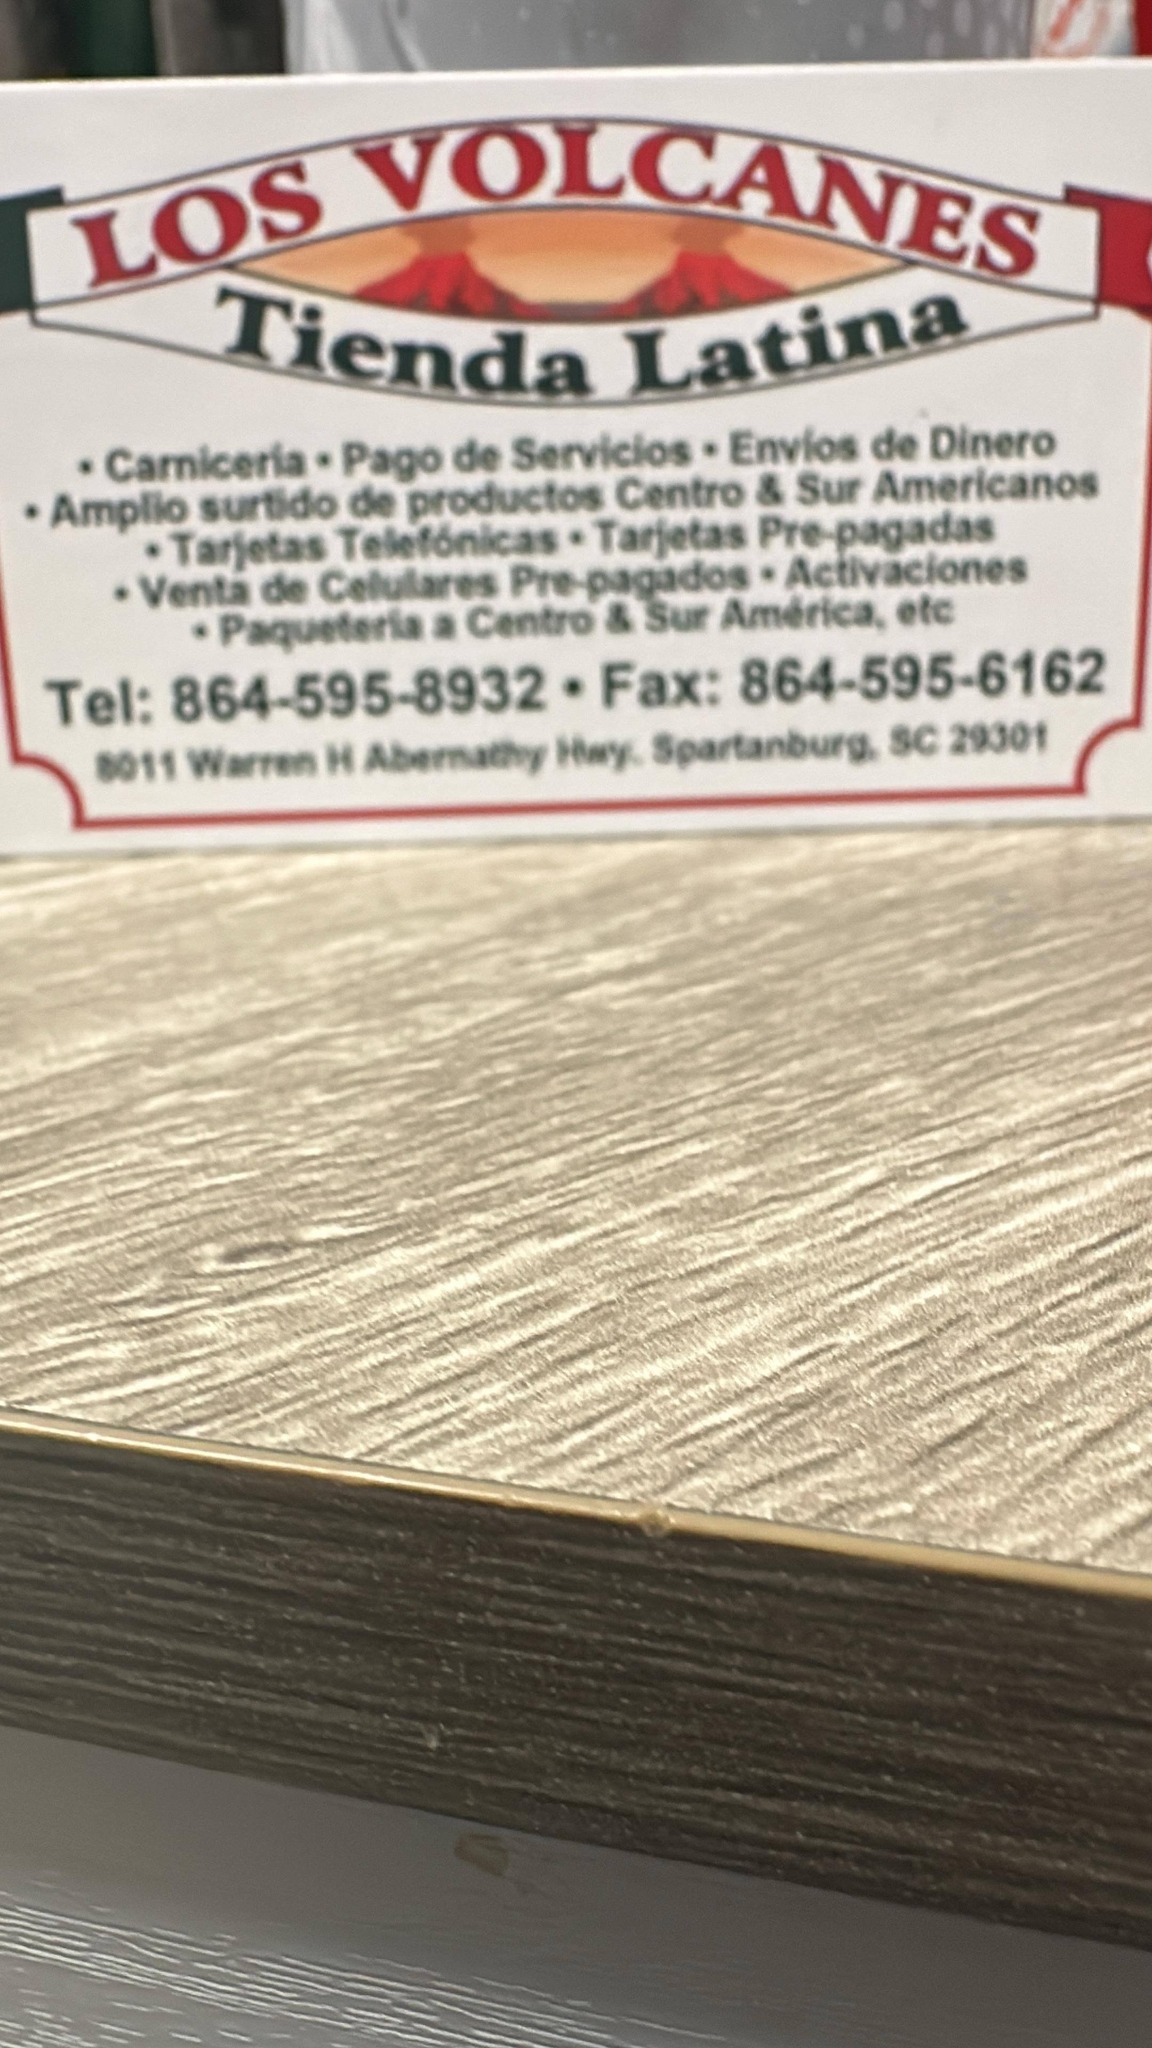 LOS VOLCANES
Tienda Latina
• Carnicería • Pago de Servicios • Envíos de Dinero
• Amplio surtido de productos Centro & Sur Americanos
• Tarjetas Telefónicas • Tarjetas Pre-pagadas
• Venta de Celulares Pre-pagados • Activaciones
• Paquetería a Centro & Sur América, etc
Tel: 864-595-8932 • Fax: 864-595-6162
8011 Warren H Abernathy Hwy. Spartanburg, SC 29301